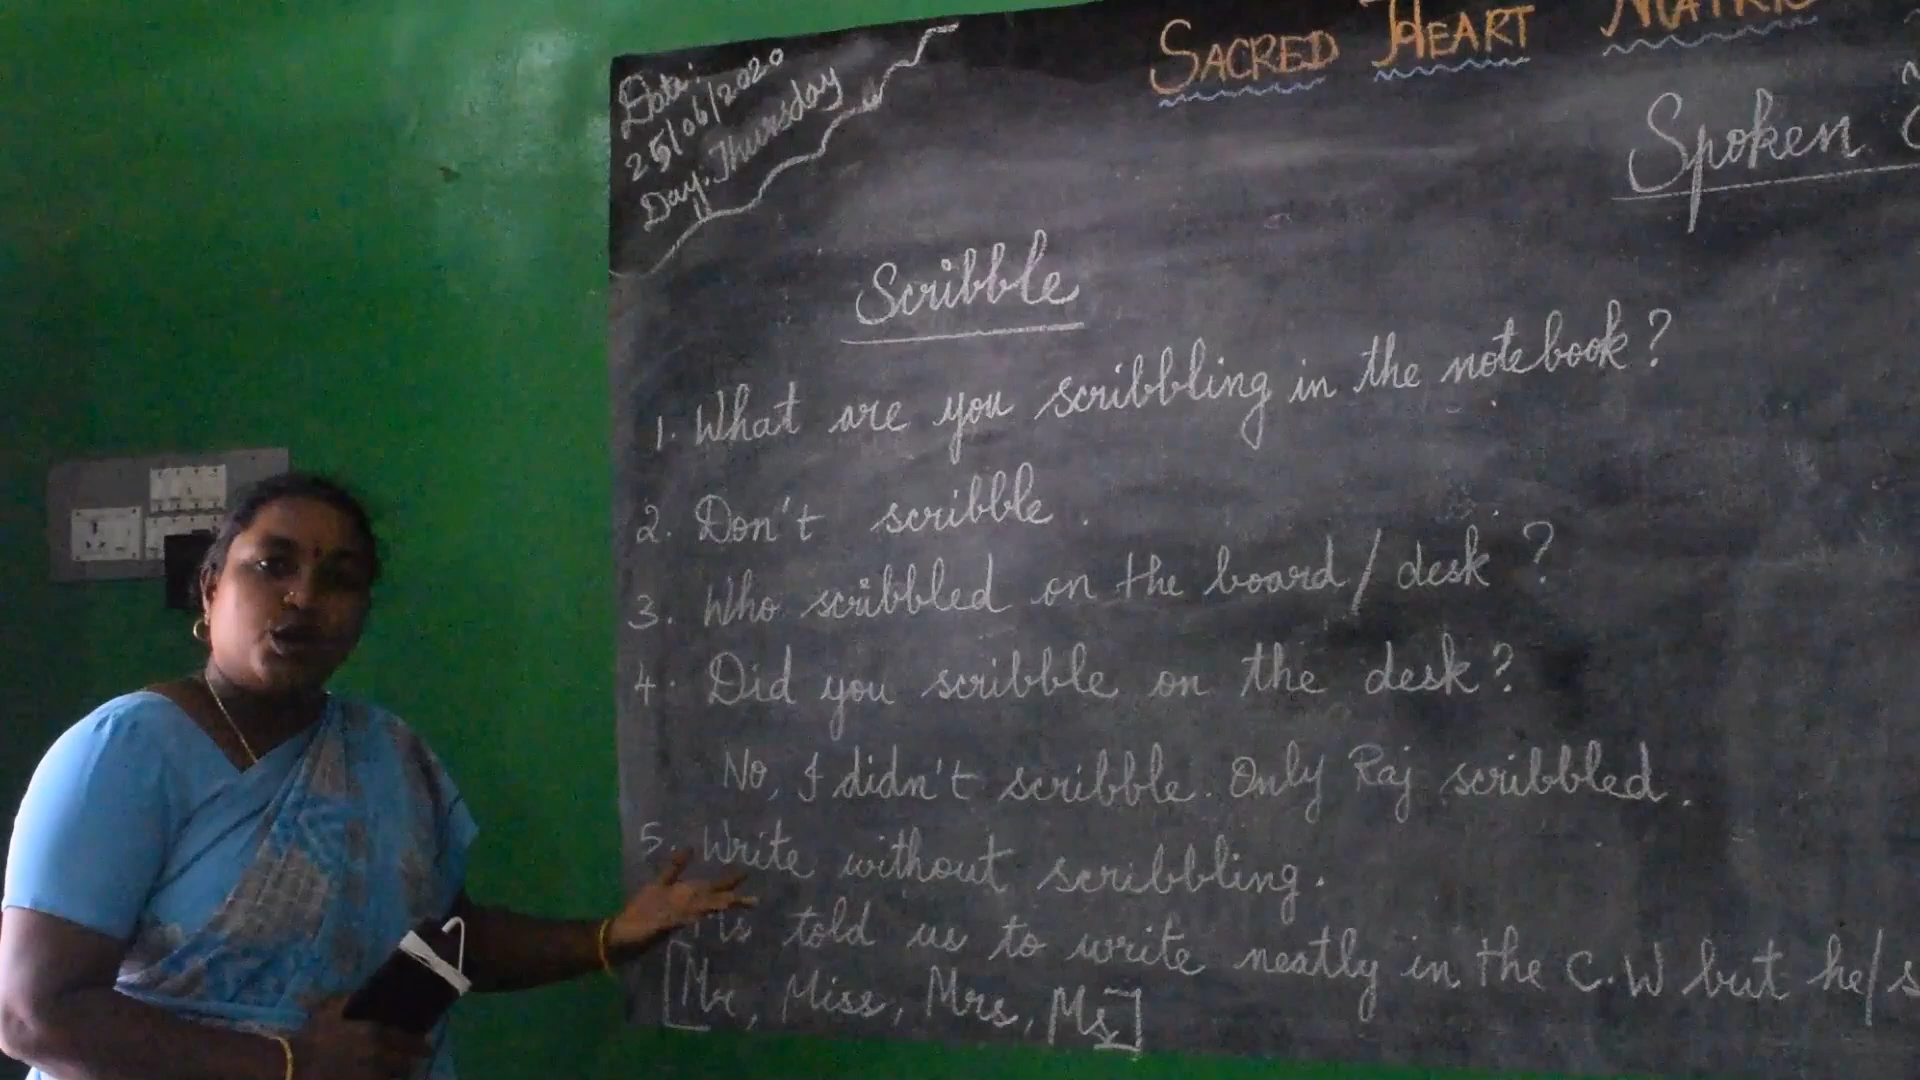 Date:
25/06/2020
Day: Thursday
SACRED HEART MATRIC
Spoken
Scribble
1. What are you scribbling in the notebook?
2. Don't scribble.
3. Who scribbled on the board/desk?
4. Did you scribble on the desk?
No, I didn't scribble. Only Raj scribbled.
5. Write without scribbling.
Ms told us to write neatly in the C.W but he/s
[Mr, Miss, Mrs, Ms]